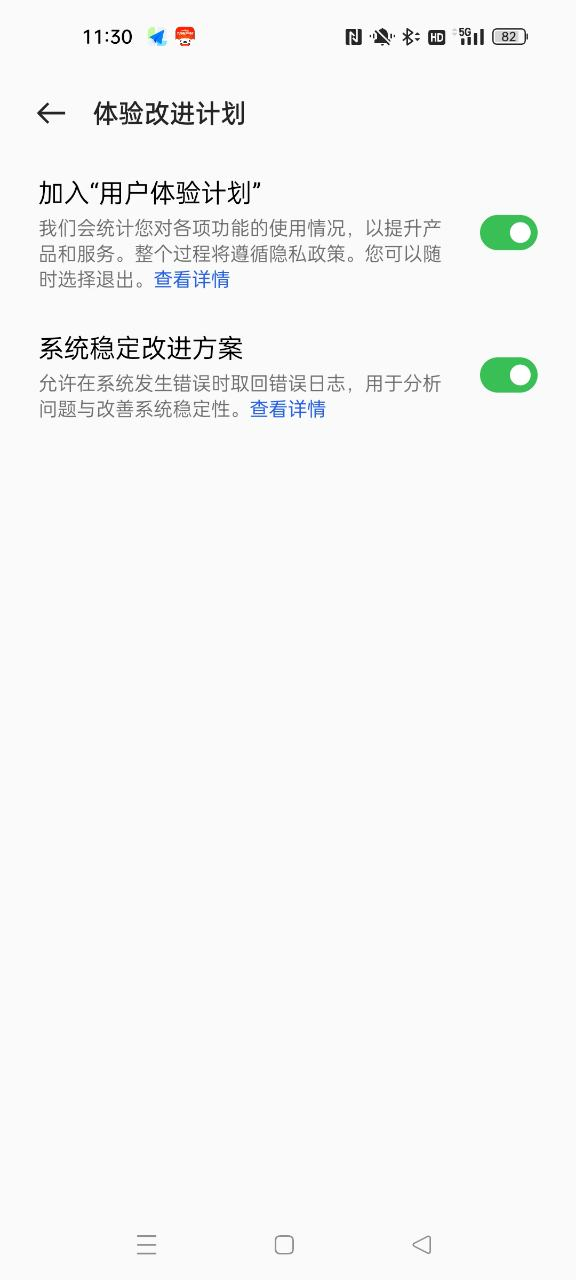 11:30
HD 5G 82
体验改进计划
加入“用户体验计划”
我们会统计您对各项功能的使用情况，以提升产
品和服务。整个过程将遵循隐私政策。您可以随
时选择退出。查看详情
系统稳定改进方案
允许在系统发生错误时取回错误日志，用于分析
问题与改善系统稳定性。查看详情